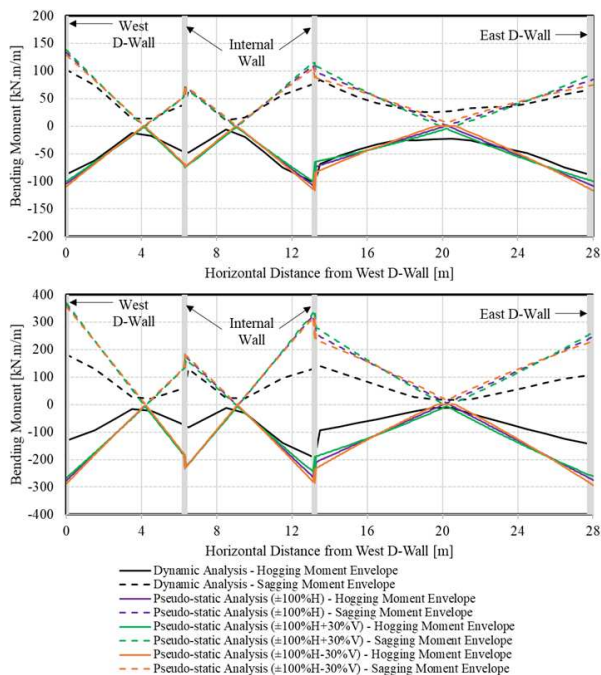 200
150
100
50
0
-50
-100
-150
-200
Bending Moment [kN.m/m]
West
D-Wall
Internal
Wall
East D-Wall
0 4 8 12 16 20 24 28
Horizontal Distance from West D-Wall [m]
400
300
200
100
0
-100
-200
-300
-400
Bending Moment [kN.m/m]
West
D-Wall
Internal
Wall
East D-Wall
0 4 8 12 16 20 24 28
Horizontal Distance from West D-Wall [m]
Dynamic Analysis - Hogging Moment Envelope
Dynamic Analysis - Sagging Moment Envelope
Pseudo-static Analysis (±100%H) - Hogging Moment Envelope
Pseudo-static Analysis (±100%H) - Sagging Moment Envelope
Pseudo-static Analysis (±100%H+30%V) - Hogging Moment Envelope
Pseudo-static Analysis (±100%H+30%V) - Sagging Moment Envelope
Pseudo-static Analysis (±100%H-30%V) - Hogging Moment Envelope
Pseudo-static Analysis (±100%H-30%V) - Sagging Moment Envelope